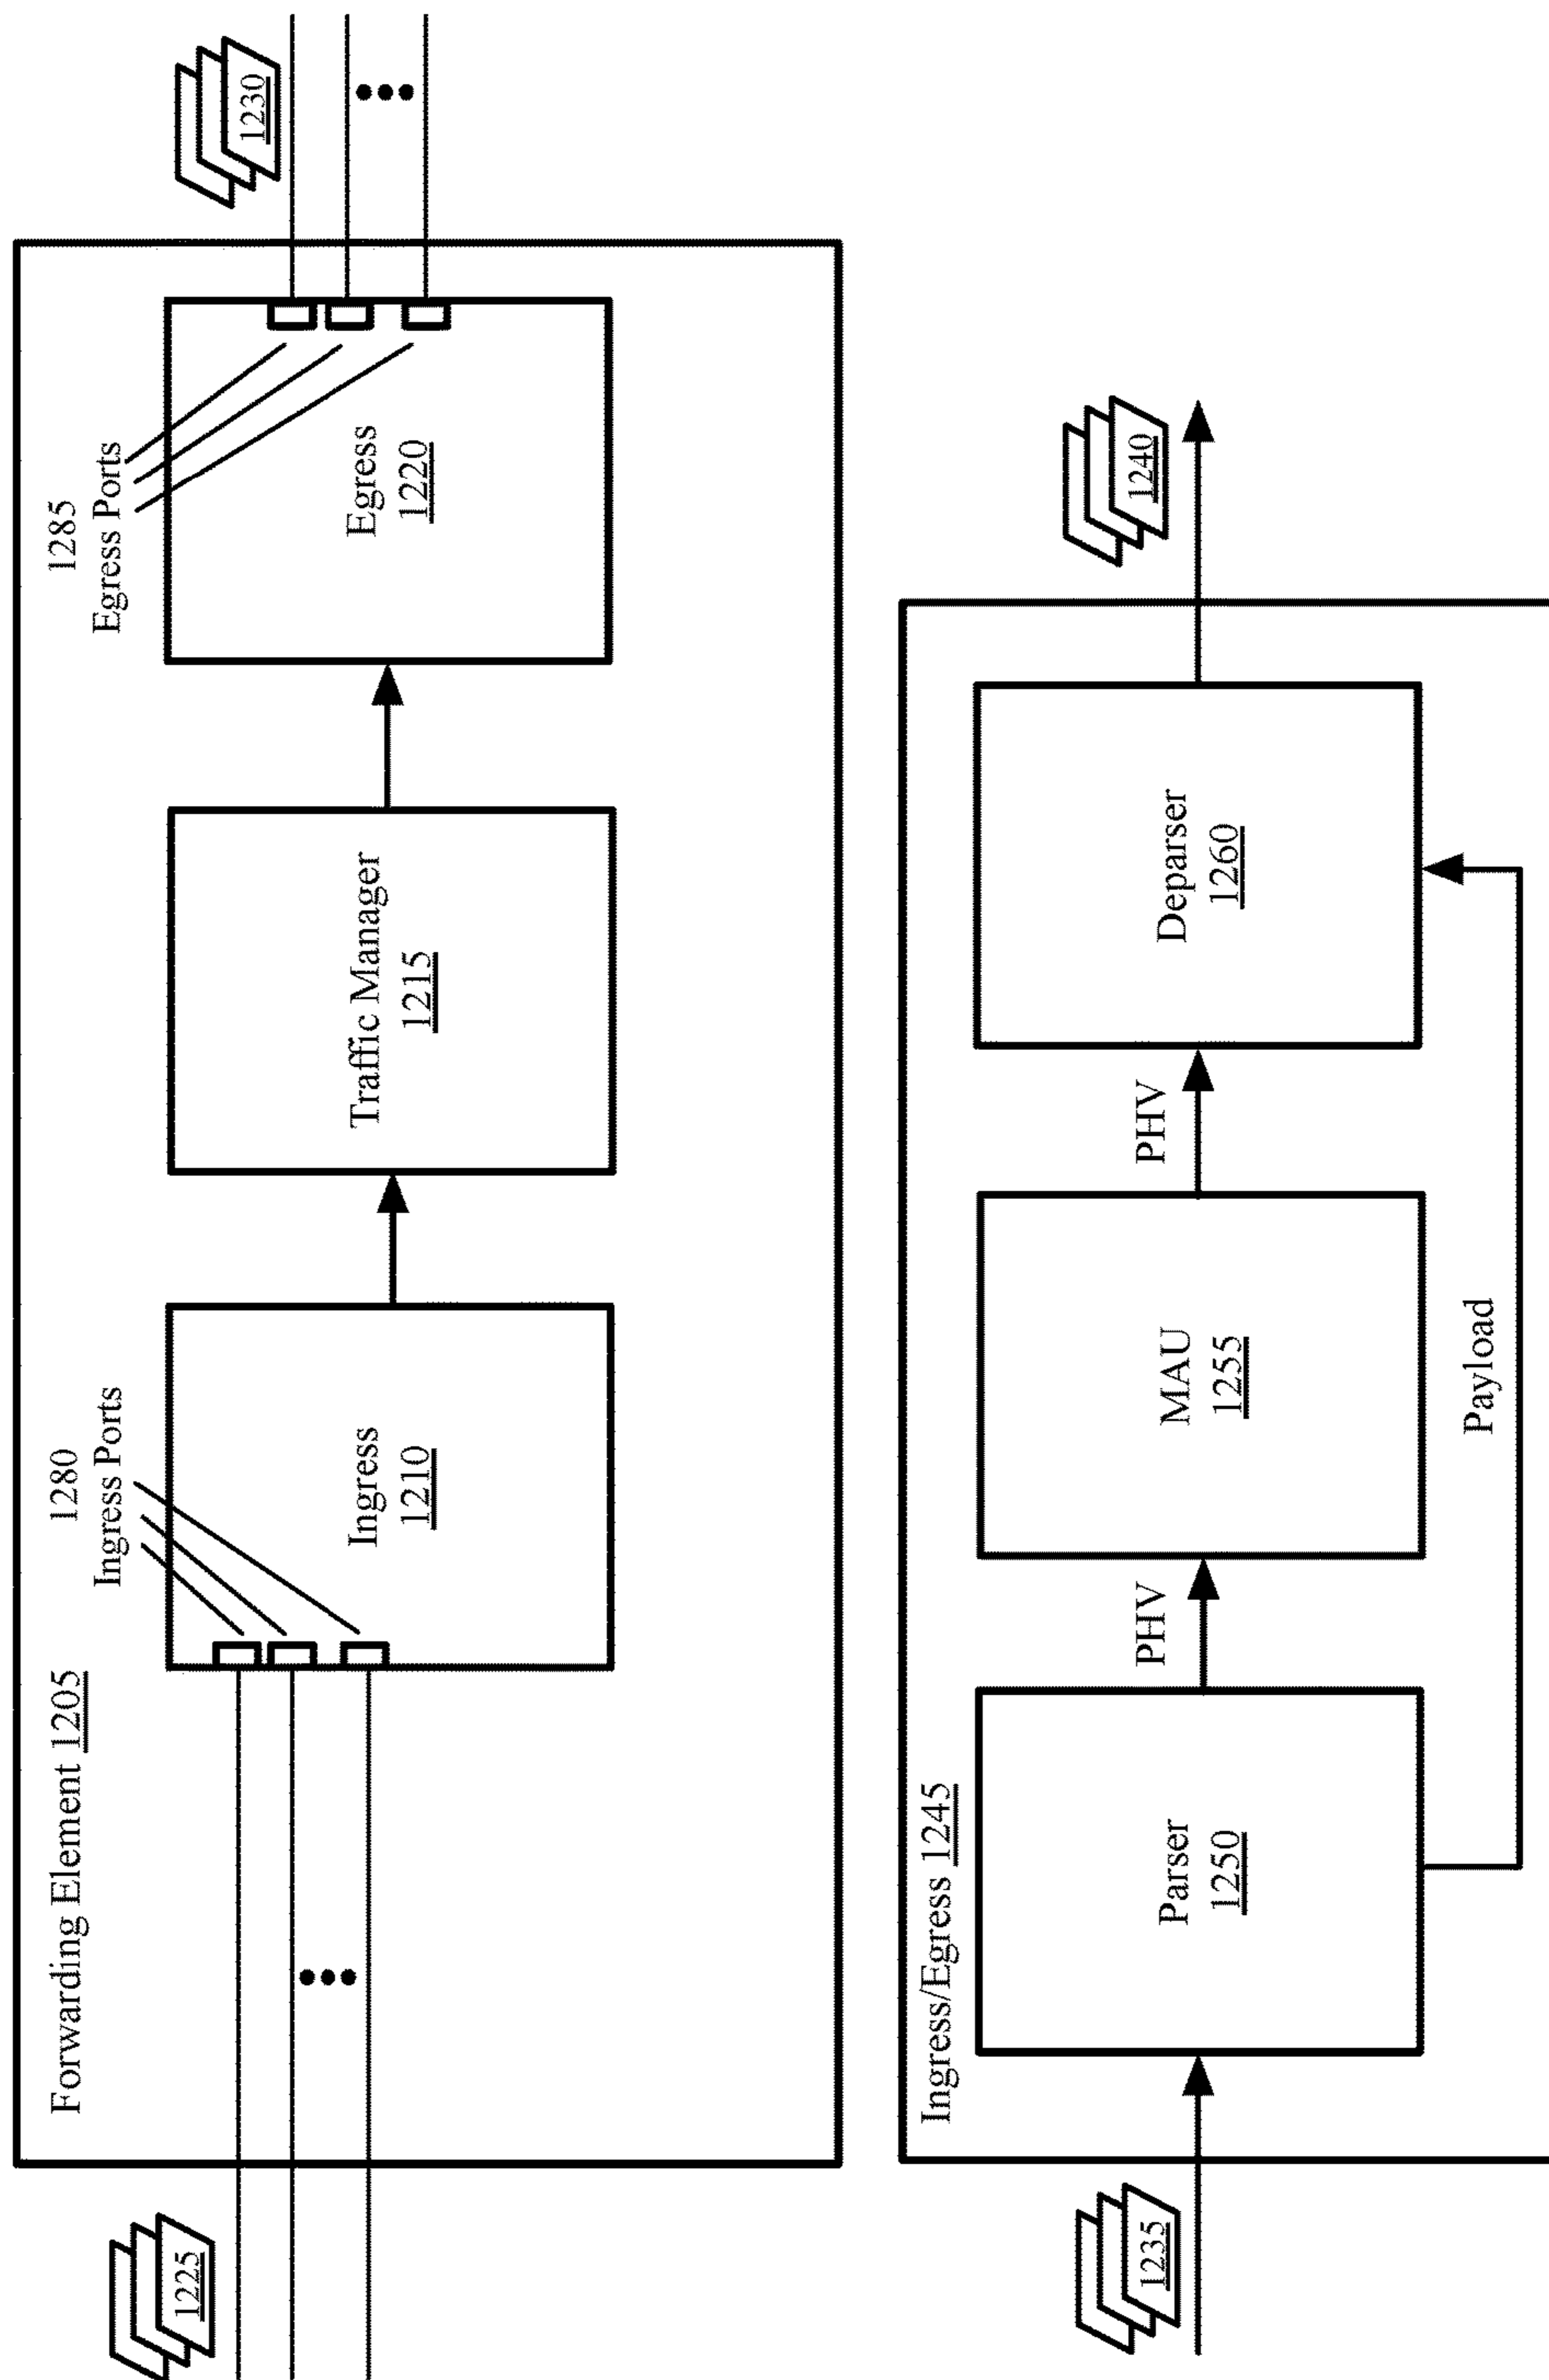 Forwarding Element 1205
1280
Ingress Ports
1285
Egress Ports
1225
Ingress
1210
Traffic Manager
1215
Egress
1220
1230
Ingress/Egress 1245
1235
Parser
1250
PHV
MAU
1255
PHV
Deparser
1260
1240
Payload